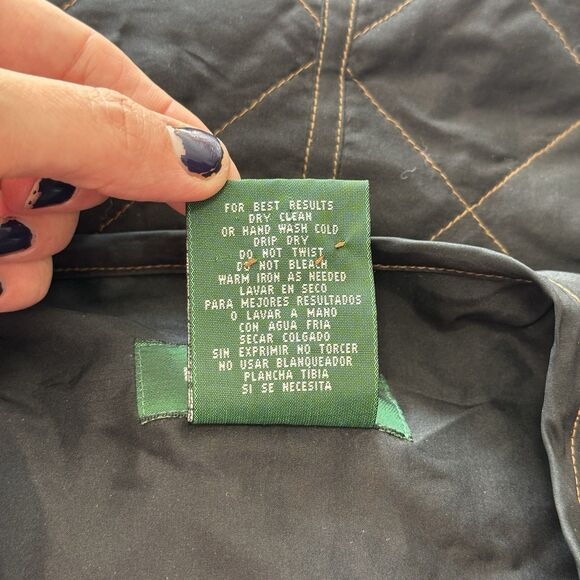 FOR BEST RESULTS
DRY CLEAN
OR HAND WASH COLD
DRIP DRY
DO NOT TWIST
DO NOT BLEACH
WARM IRON AS NEEDED
LAVAR EN SECO
PARA MEJORES RESULTADOS
O LAVAR A MANO
CON AGUA FRIA
SECAR COLGADO
SIN EXPRIMIR NO TORCER
NO USAR BLANQUEADOR
PLANCHA TIBIA
SI SE NECESITA